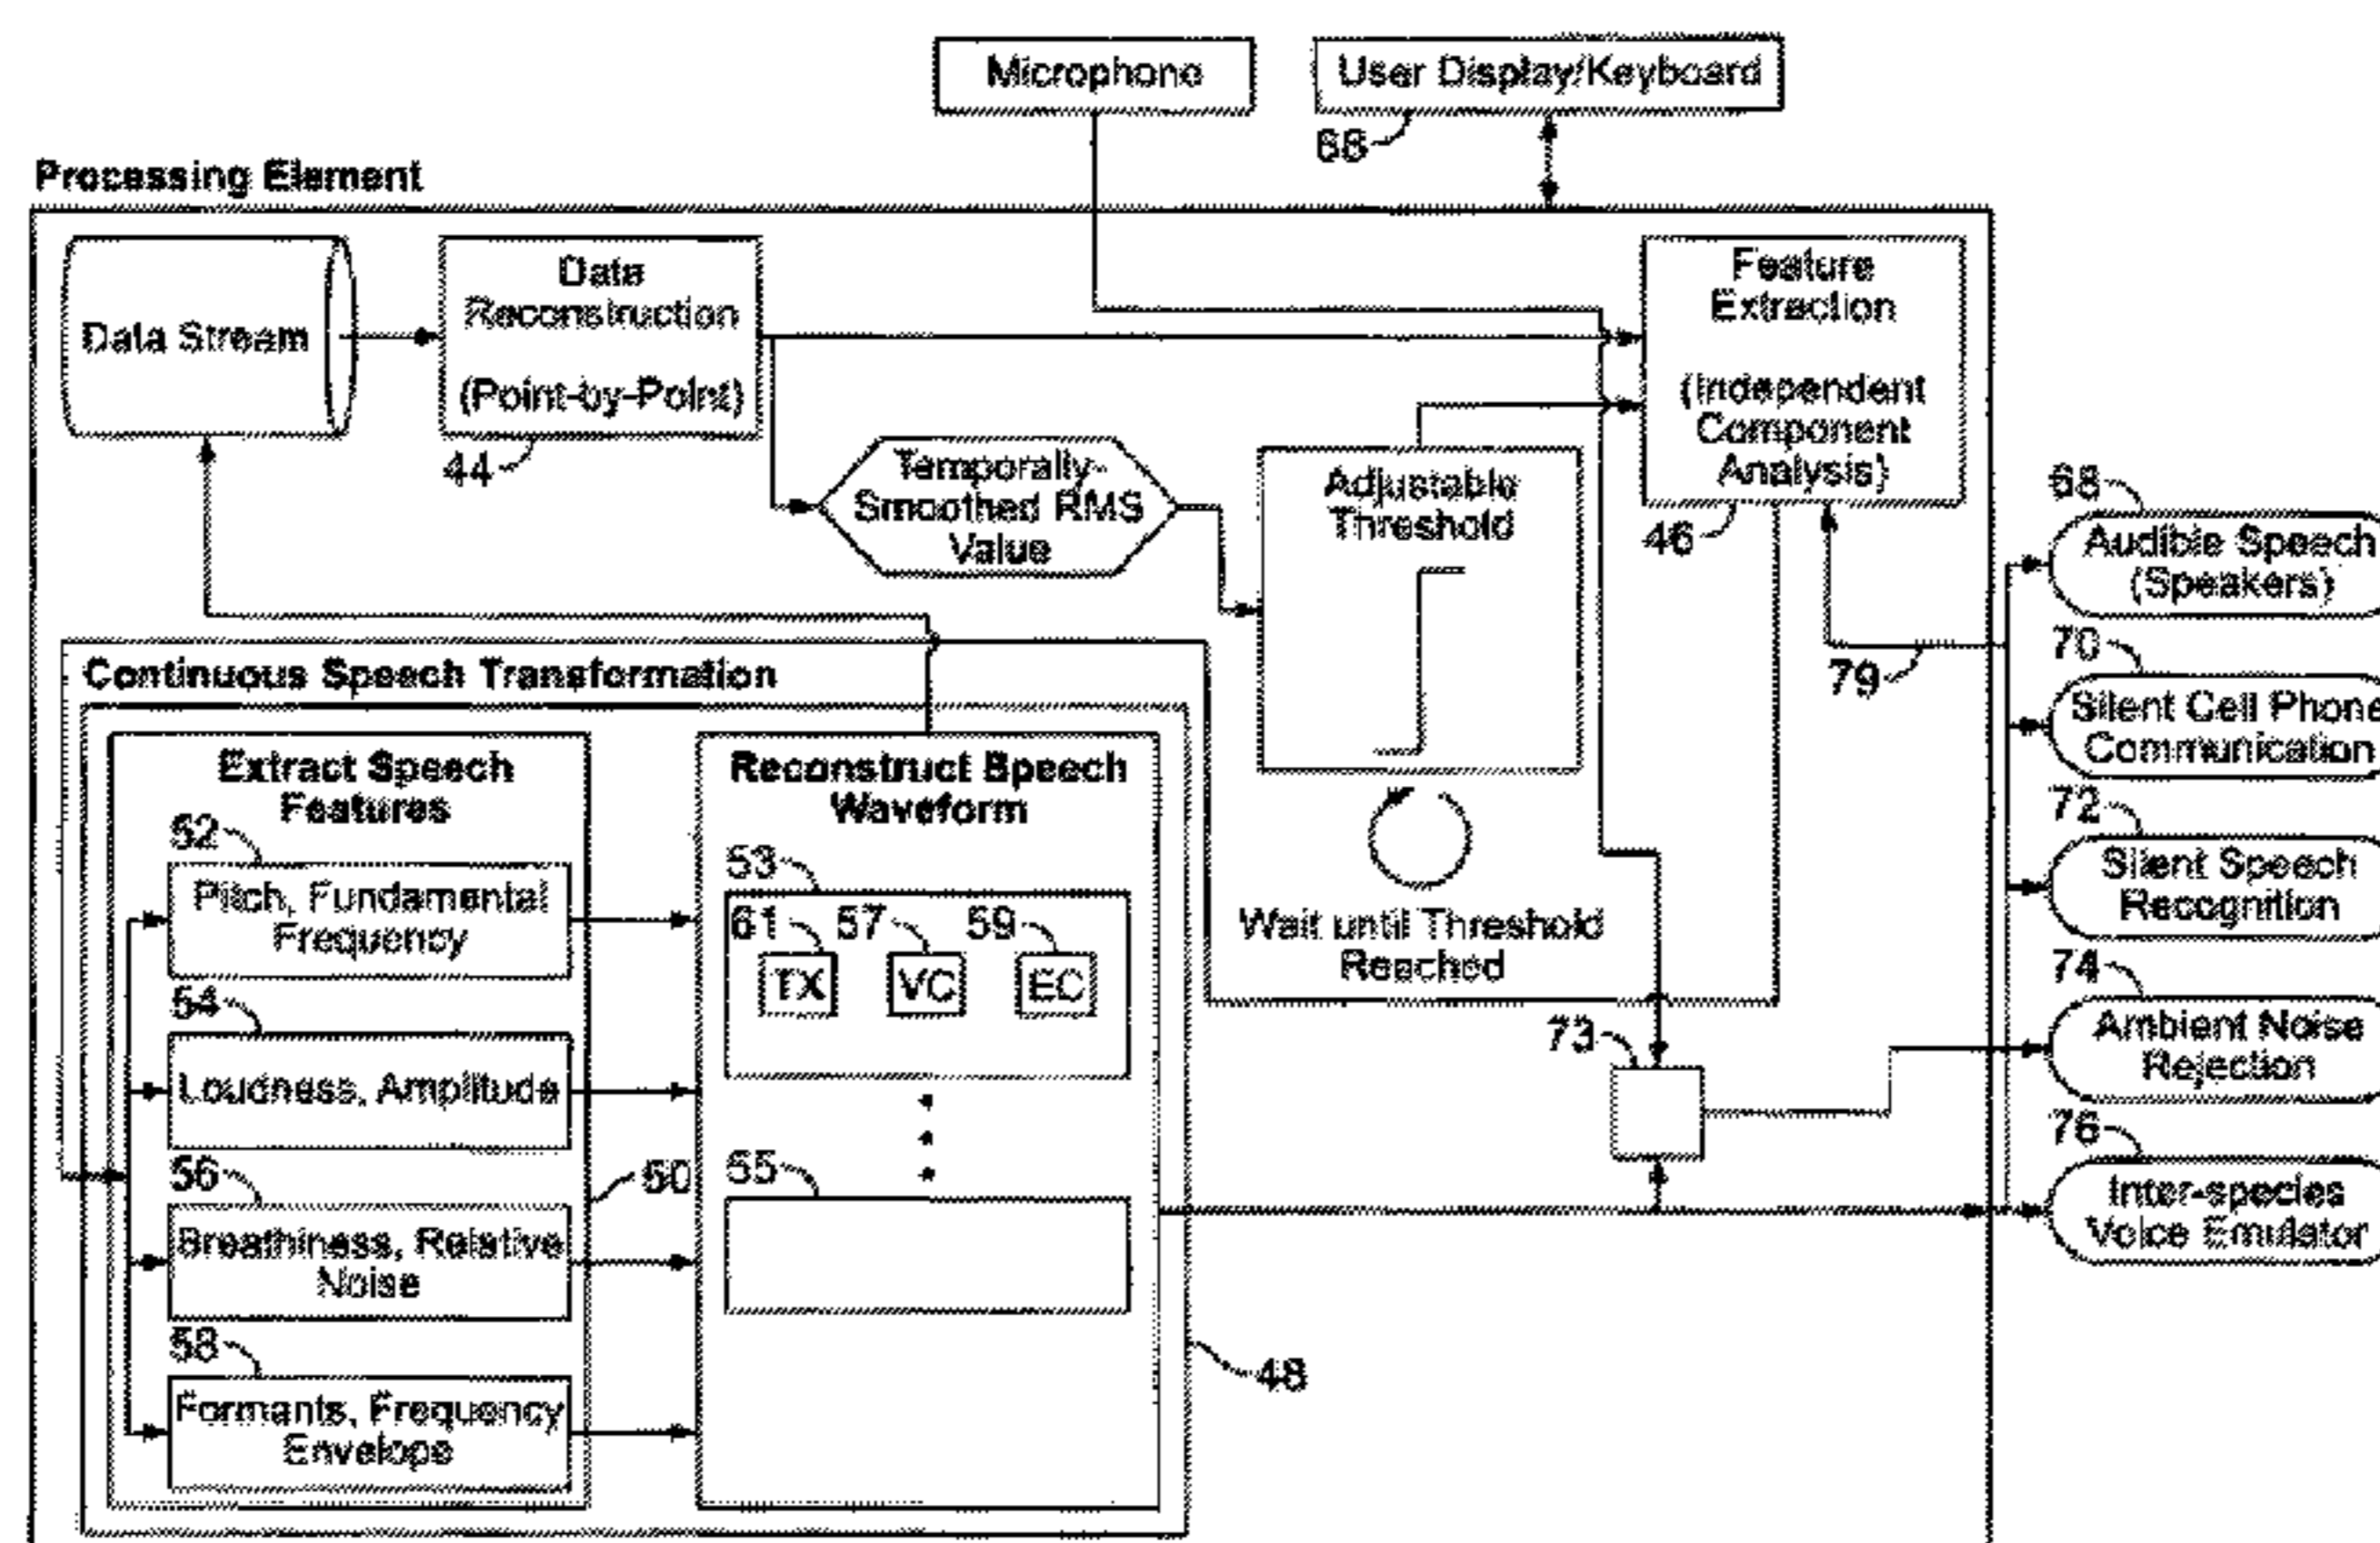 Microphone
User Display/Keyboard
66
Processing Element
Data Stream
Data
Reconstruction
(Point-by-Point)
44
Temporally-
Smoothed RMS
Value
Adjustable
Threshold
Wait until Threshold
Reached
Feature
Extraction
(Independent
Component
Analysis)
46
79
68
Audible Speech
(Speakers)
70
Silent Cell Phone
Communication
72
Silent Speech
Recognition
74
Ambient Noise
Rejection
76
Inter-species
Voice Emulator
73
Continuous Speech Transformation
Extract Speech
Features
52
Pitch, Fundamental
Frequency
54
Loudness, Amplitude
56
Breathiness, Relative
Noise
58
Formants, Frequency
Envelope
50
Reconstruct Speech
Waveform
53
61 57 59
TX VC EC
55
48